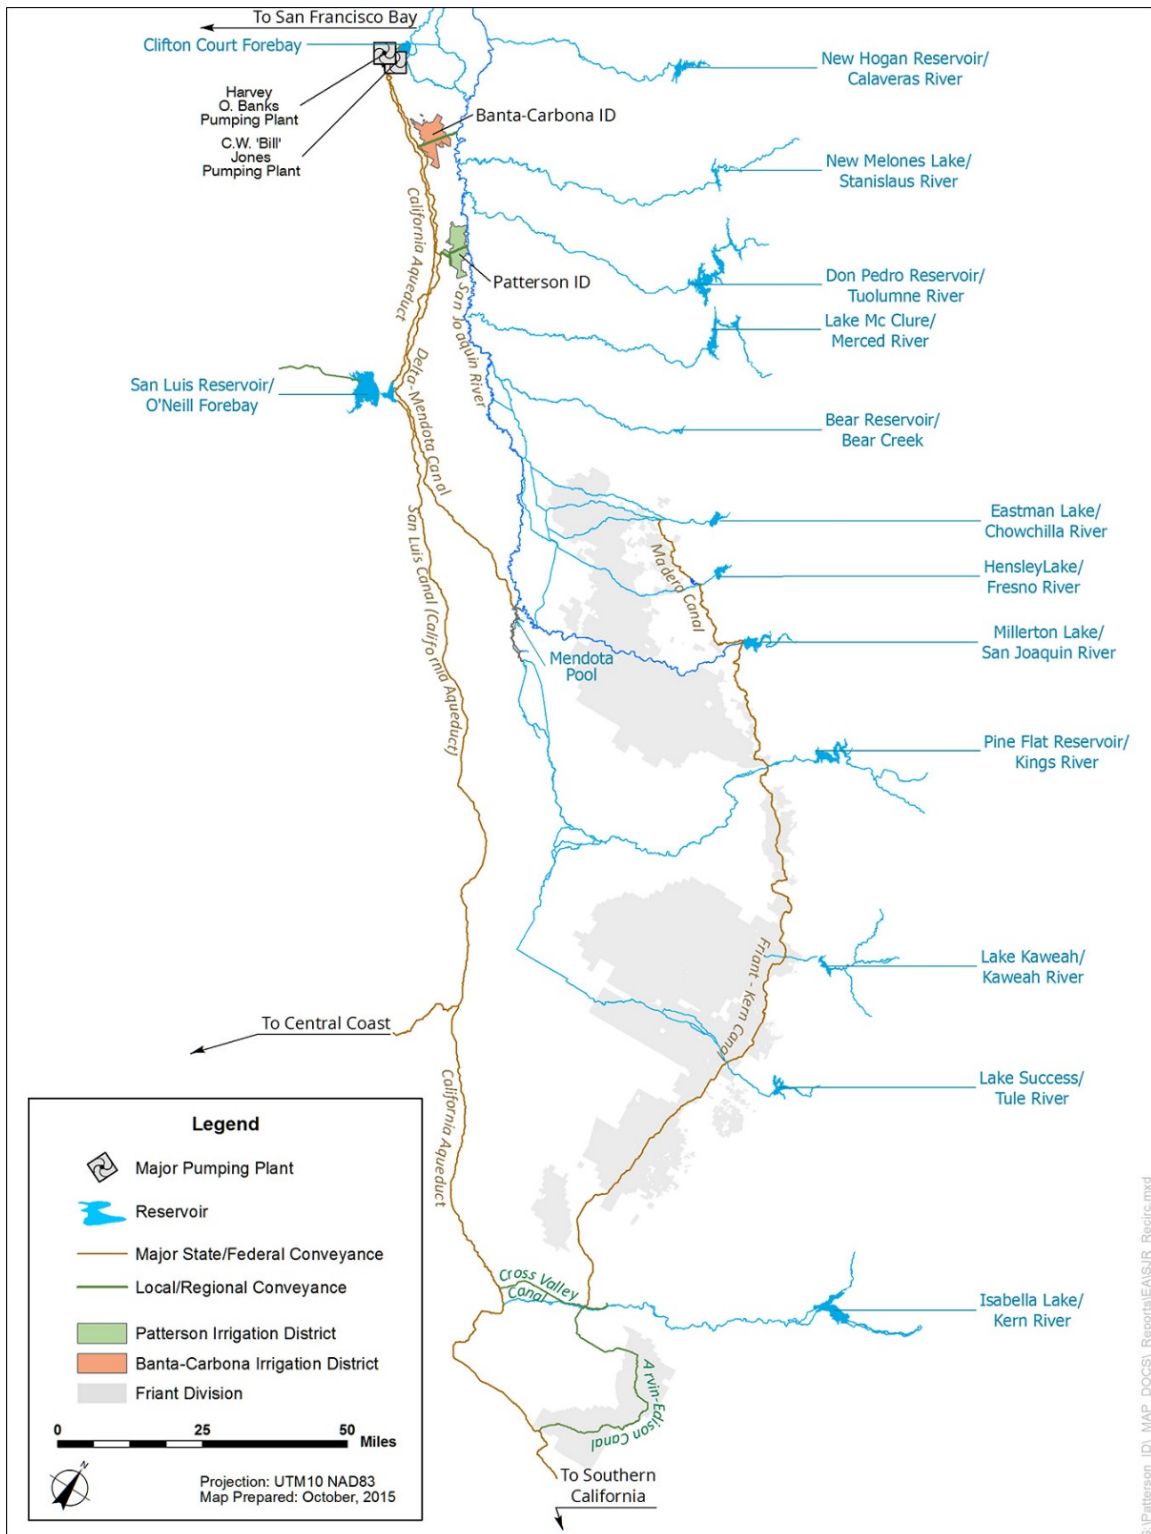 To San Francisco Bay
Clifton Court Forebay
New Hogan Reservoir/
Calaveras River
Harvey
O. Banks
Pumping Plant
Banta-Carbona ID
C.W. 'Bill'
Jones
Pumping Plant
New Melones Lake/
Stanislaus River
California Aqueduct
Patterson ID
San Joaquin River
Don Pedro Reservoir/
Tuolumne River
Lake Mc Clure/
Merced River
Delta-Mendota Canal
San Luis Reservoir/
O'Neill Forebay
Bear Reservoir/
Bear Creek
San Luis Canal (California Aqueduct)
Eastman Lake/
Chowchilla River
Madera Canal
HensleyLake/
Fresno River
Millerton Lake/
San Joaquin River
Mendota
Pool
Pine Flat Reservoir/
Kings River
Friant - Kern Canal
Lake Kaweah/
Kaweah River
To Central Coast
California Aqueduct
Lake Success/
Tule River
Cross Valley
Canal
Isabella Lake/
Kern River
Arvin-Edison Canal
To Southern
California
Legend
Major Pumping Plant
Reservoir
Major State/Federal Conveyance
Local/Regional Conveyance
Patterson Irrigation District
Banta-Carbona Irrigation District
Friant Division
0 25 50
Miles
N
Projection: UTM10 NAD83
Map Prepared: October, 2015
:\Patterson_ID\_MAP_DOCS\_Reports\EA\SJR_Recirc.mxd